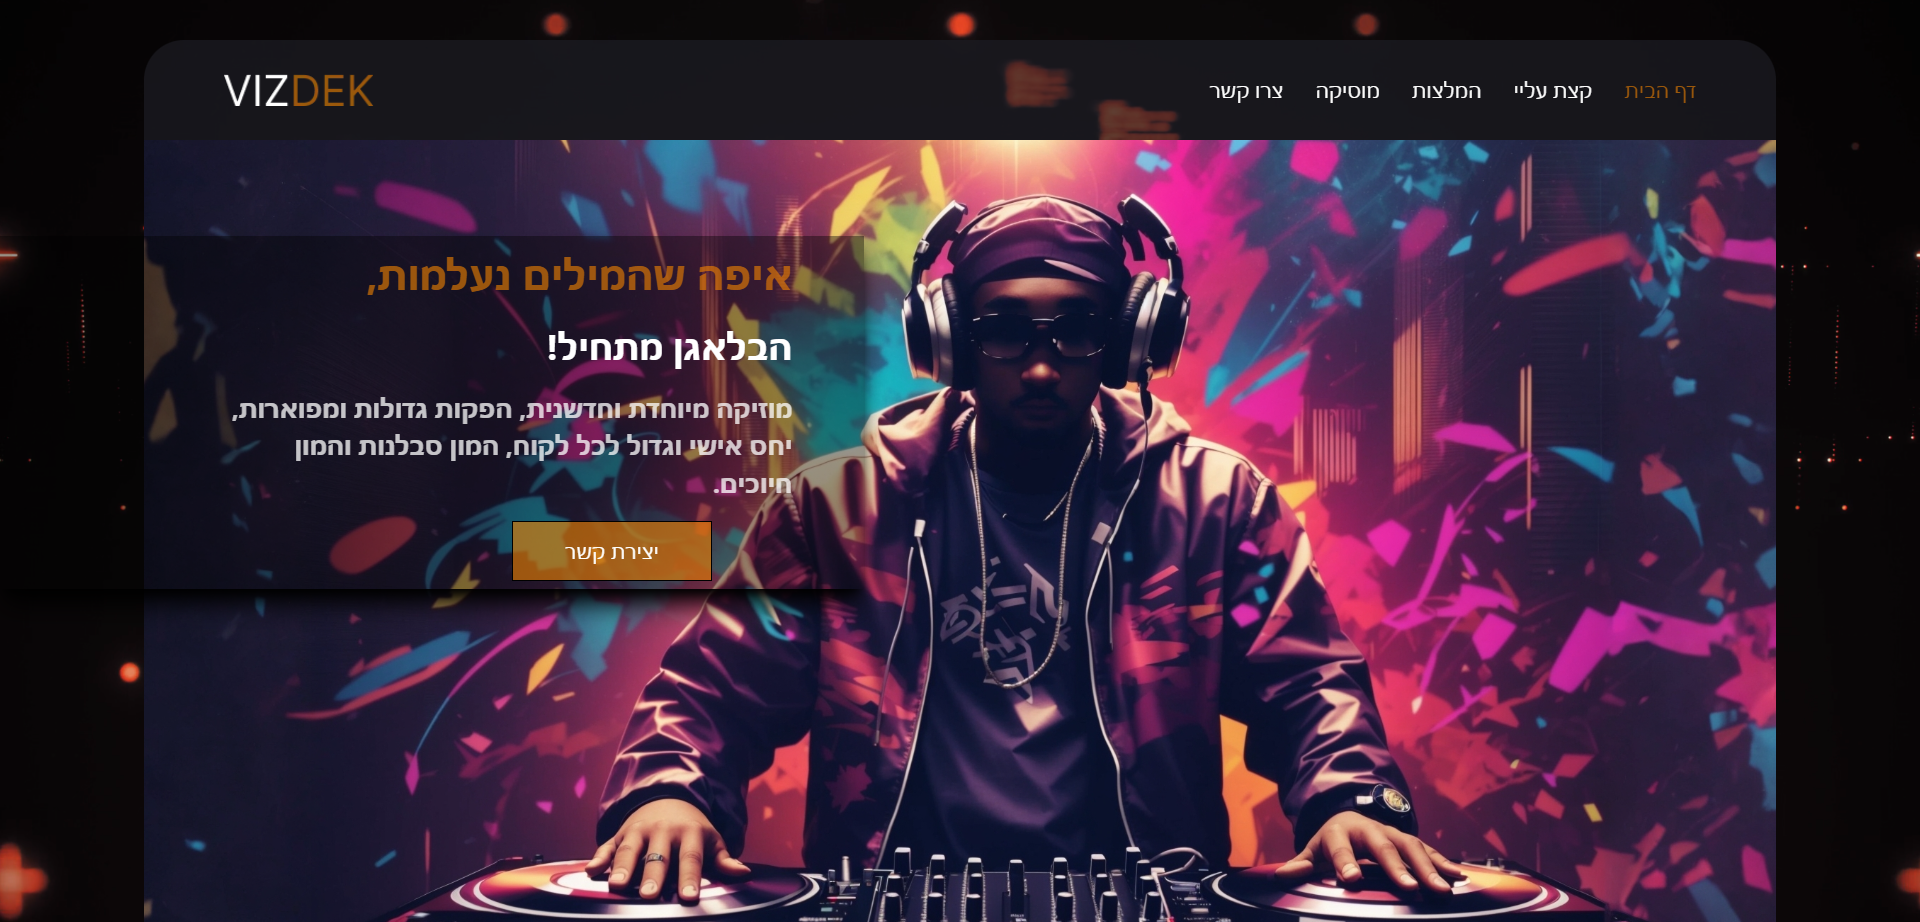 VIZDEK
דף הבית קצת עליי המלצות מוסיקה צרו קשר
איפה שהמילים נעלמות,
הבלאגן מתחיל!
מוזיקה מיוחדת וחדשנית, הפקות גדולות ומפוארות,
יחס אישי וגדול לכל לקוח, המון סבלנות והמון
חיוכים.
יצירת קשר